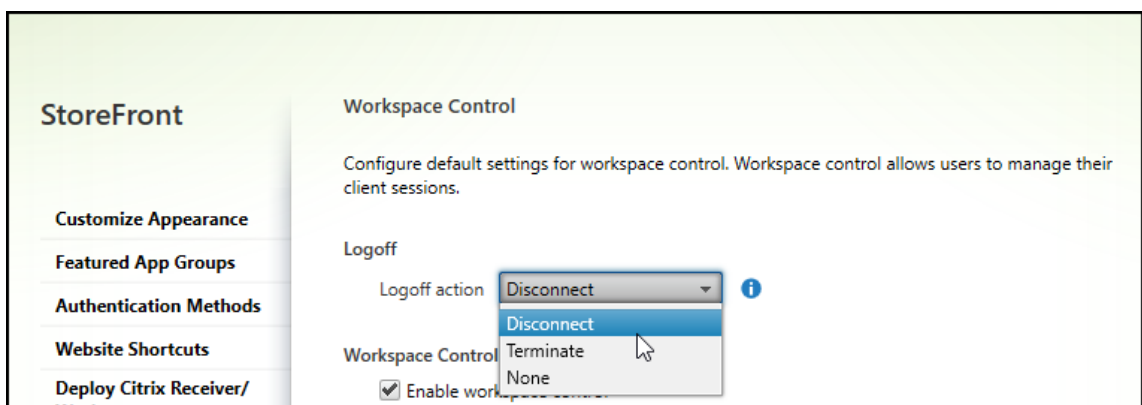 StoreFront
Customize Appearance
Featured App Groups
Authentication Methods
Website Shortcuts
Deploy Citrix Receiver/
Workspace Control
Configure default settings for workspace control. Workspace control allows users to manage their
client sessions.
Logoff
Logoff action Disconnect
Disconnect
Terminate
None
Workspace Control
Enable workspace control